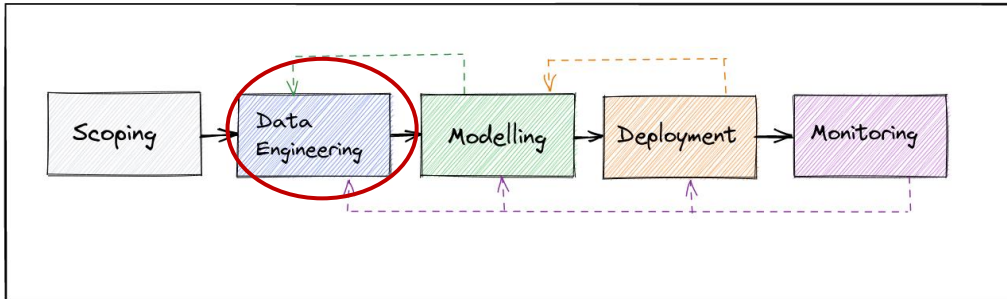 Scoping
Data
Engineering
Modelling
Deployment
Monitoring